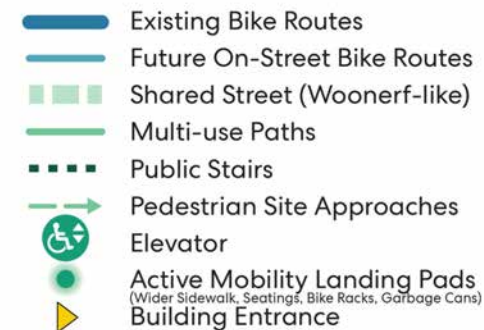 Existing Bike Routes
Future On-Street Bike Routes
Shared Street (Woonerf-like)
Multi-use Paths
Public Stairs
Pedestrian Site Approaches
Elevator
Active Mobility Landing Pads
(Wider Sidewalk, Seatings, Bike Racks, Garbage Cans)
Building Entrance